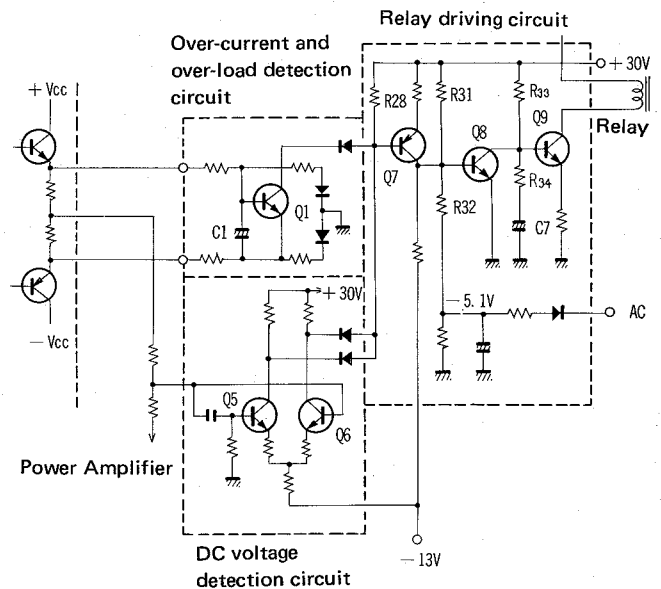 Relay driving circuit
Over-current and
over-load detection
circuit
+ Vcc
+ 30V
R28
R31
R33
Q9
Relay
Q8
Q7
R34
C1
Q1
R32
C7
+ 30V
- 5. 1V
AC
- Vcc
Q5
Q6
Power Amplifier
- 13V
DC voltage
detection circuit